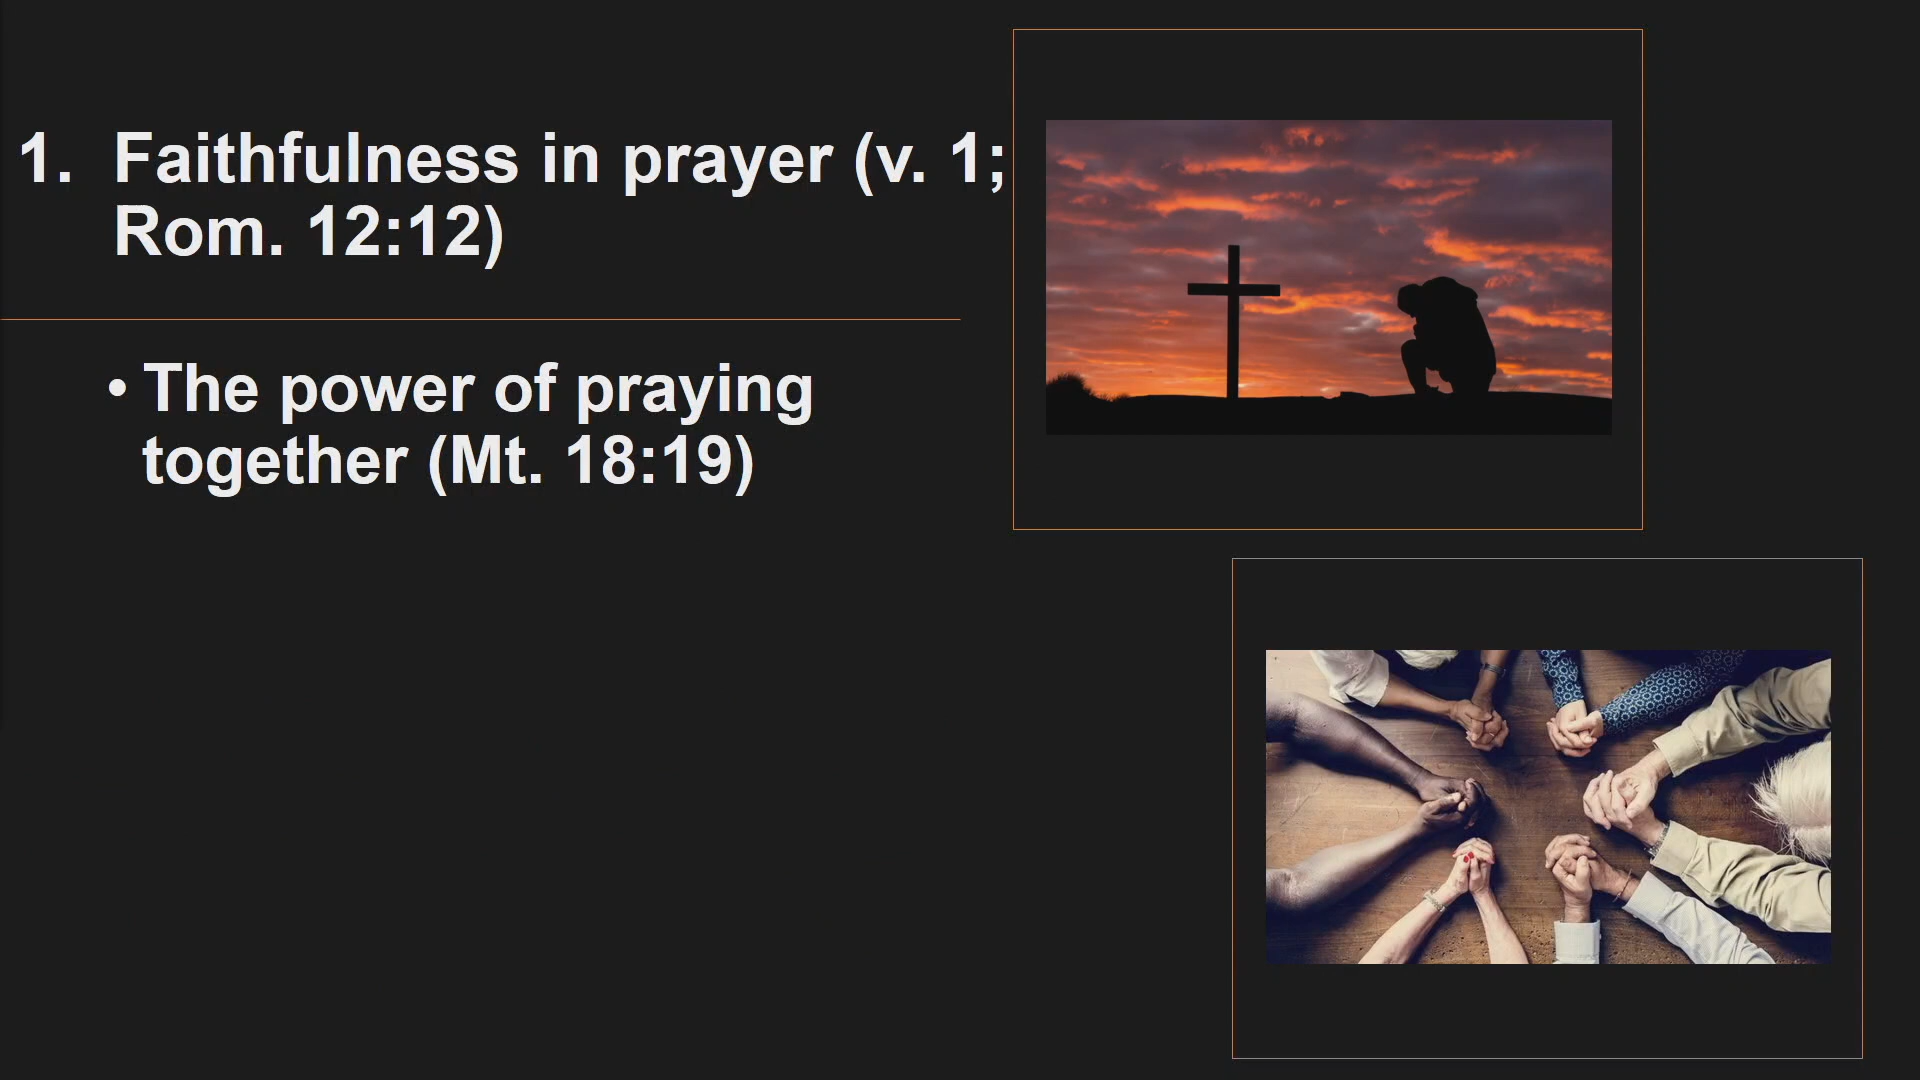 1. Faithfulness in prayer (v. 1;
Rom. 12:12)
• The power of praying
together (Mt. 18:19)